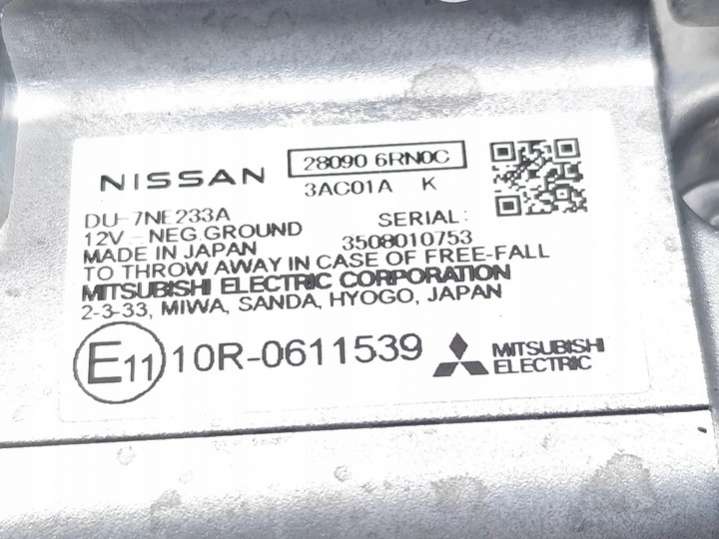 NISSAN
28090 6RN0C
3AC01A K
DU-7NE233A
SERIAL:
12V - NEG.GROUND
3508010753
MADE IN JAPAN
TO THROW AWAY IN CASE OF FREE-FALL
MITSUBISHI ELECTRIC CORPORATION
2-3-33, MIWA, SANDA, HYOGO, JAPAN
E11 10R-0611539
MITSUBISHI
ELECTRIC